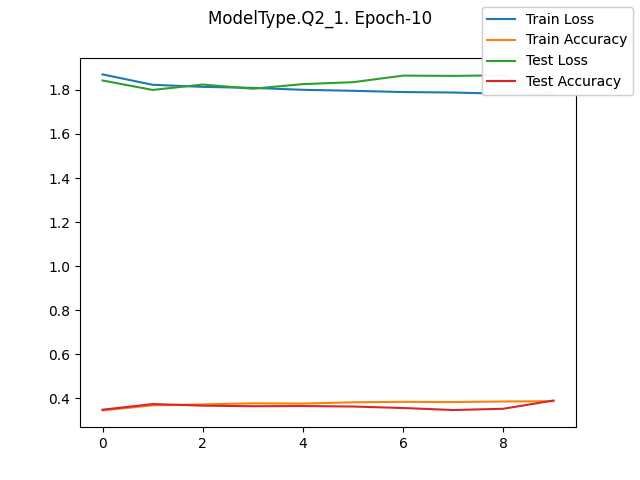 ModelType.Q2_1. Epoch-10
Train Loss
Train Accuracy
Test Loss
Test Accuracy
1.8
1.6
1.4
1.2
1.0
0.8
0.6
0.4
0 2 4 6 8